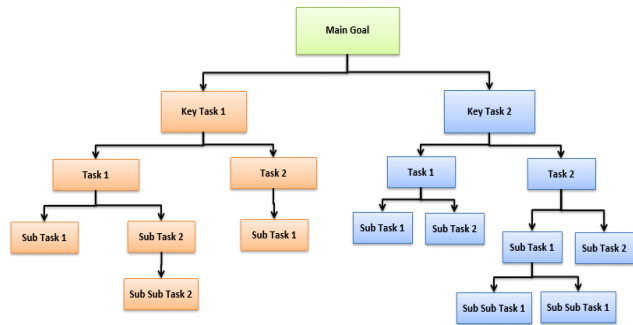 Main Goal
Key Task 1
Key Task 2
Task 1
Task 2
Task 1
Task 2
Sub Task 1
Sub Task 2
Sub Task 1
Sub Task 1
Sub Task 2
Sub Task 1
Sub Task 2
Sub Sub Task 2
Sub Sub Task 1
Sub Sub Task 1